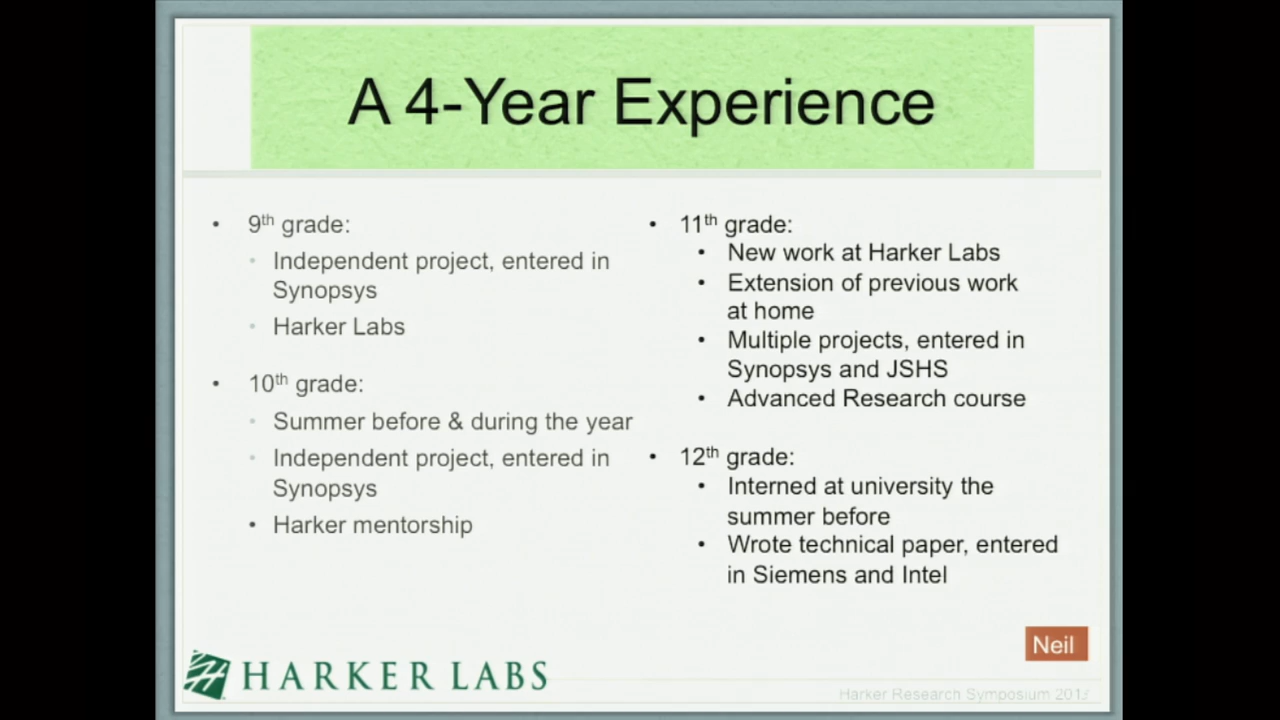 A 4-Year Experience
• 9th grade:
• Independent project, entered in
Synopsys
• Harker Labs
• 10th grade:
• Summer before & during the year
• Independent project, entered in
Synopsys
• Harker mentorship
• 11th grade:
• New work at Harker Labs
• Extension of previous work
at home
• Multiple projects, entered in
Synopsys and JSHS
• Advanced Research course
• 12th grade:
• Interned at university the
summer before
• Wrote technical paper, entered
in Siemens and Intel
Neil
HARKER LABS
Harker Research Symposium